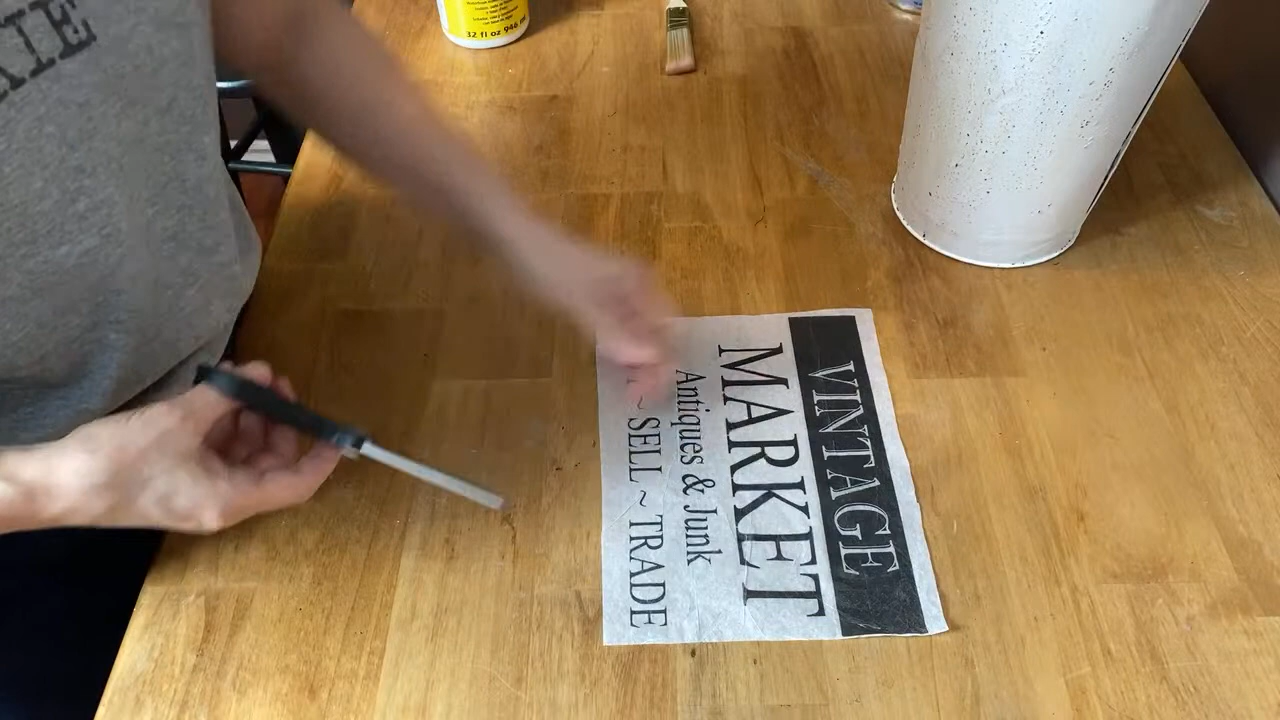 VINTAGE
MARKET
Antiques & Junk
~ SELL ~ TRADE
32 fl oz 946 mL